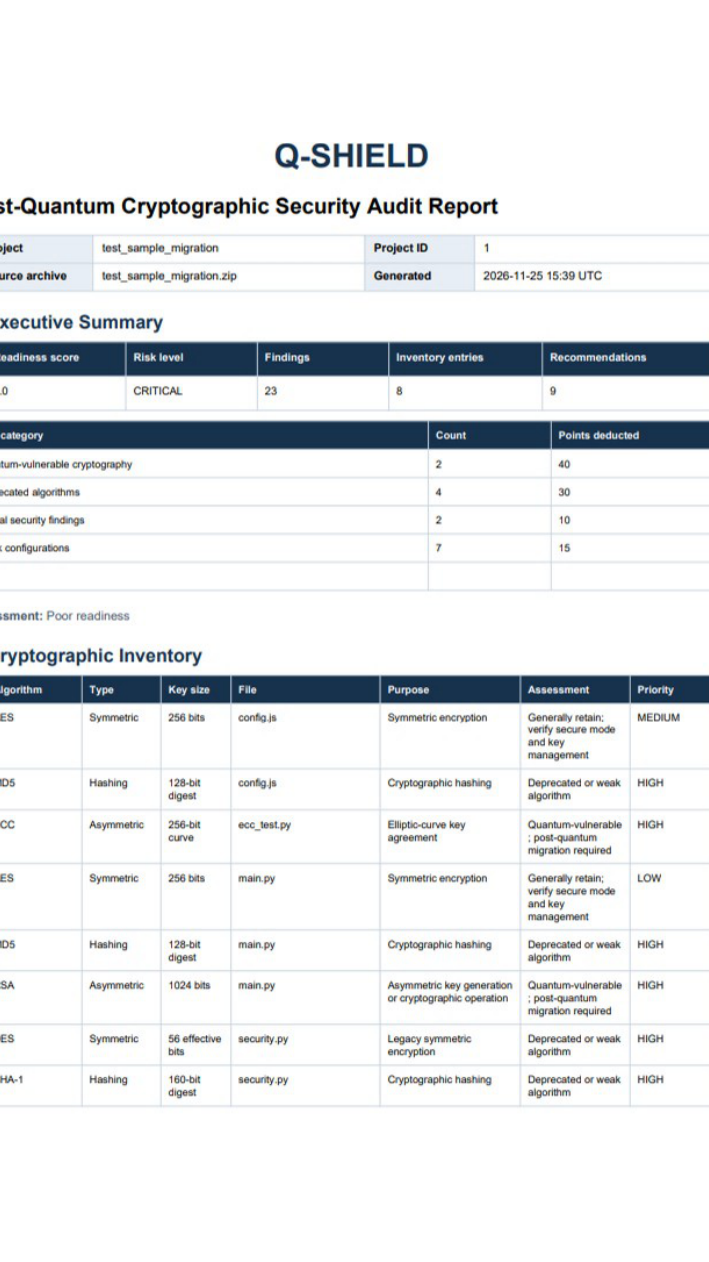 Q-SHIELD
st-Quantum Cryptographic Security Audit Report
oject test_sample_migration Project ID 1
urce archive test_sample_migration.zip Generated 2026-11-25 15:39 UTC
xecutive Summary
eadiness score Risk level Findings Inventory entries Recommendations
.0 CRITICAL 23 8 9
category Count Points deducted
tum-vulnerable cryptography 2 40
ecated algorithms 4 30
al security findings 2 10
k configurations 7 15
ssment: Poor readiness
ryptographic Inventory
lgorithm Type Key size File Purpose Assessment Priority
ES Symmetric 256 bits config.js Symmetric encryption Generally retain; MEDIUM
verify secure mode
and key
management
D5 Hashing 128-bit config.js Cryptographic hashing Deprecated or weak HIGH
digest algorithm
CC Asymmetric 256-bit ecc_test.py Elliptic-curve key Quantum-vulnerable HIGH
curve agreement ; post-quantum
migration required
ES Symmetric 256 bits main.py Symmetric encryption Generally retain; LOW
verify secure mode
and key
management
D5 Hashing 128-bit main.py Cryptographic hashing Deprecated or weak HIGH
digest algorithm
SA Asymmetric 1024 bits main.py Asymmetric key generation Quantum-vulnerable HIGH
or cryptographic operation ; post-quantum
migration required
ES Symmetric 56 effective security.py Legacy symmetric Deprecated or weak HIGH
bits encryption algorithm
HA-1 Hashing 160-bit security.py Cryptographic hashing Deprecated or weak HIGH
digest algorithm